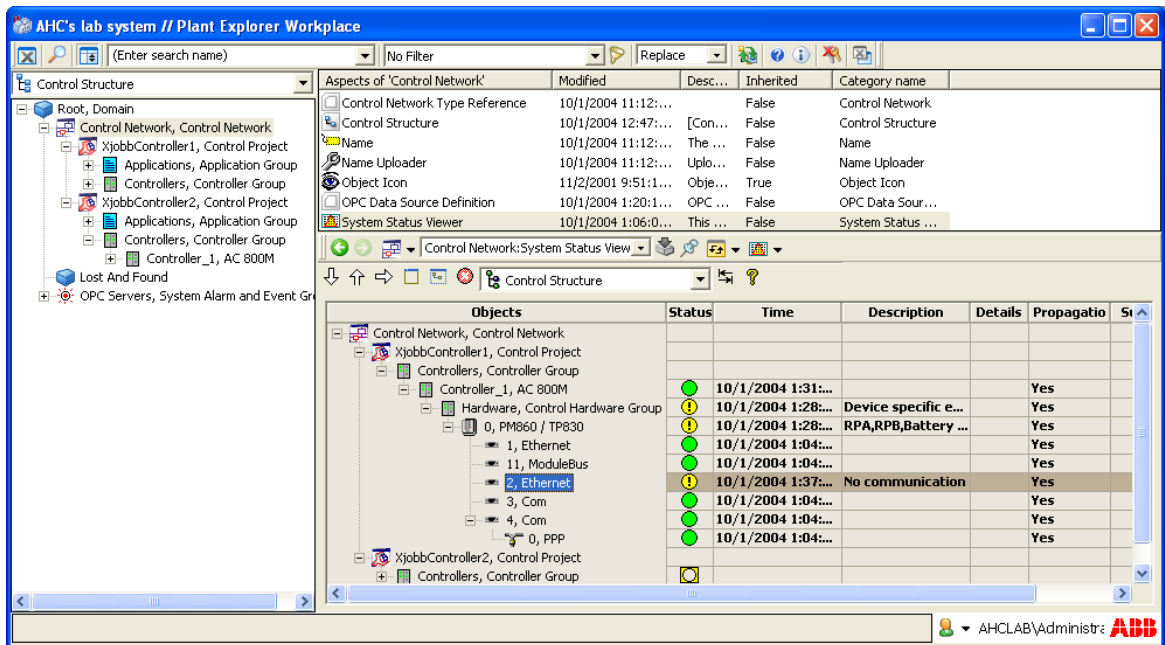 AHC's lab system // Plant Explorer Workplace
(Enter search name) No Filter Replace
Control Structure
Root, Domain
Control Network, Control Network
XjobbController1, Control Project
Applications, Application Group
Controllers, Controller Group
XjobbController2, Control Project
Applications, Application Group
Controllers, Controller Group
Controller_1, AC 800M
Lost And Found
OPC Servers, System Alarm and Event Gr
Aspects of 'Control Network' Modified Desc... Inherited Category name
Control Network Type Reference 10/1/2004 11:12:... False Control Network
Control Structure 10/1/2004 12:47:... [Con... False Control Structure
Name 10/1/2004 11:12:... The ... False Name
Name Uploader 10/1/2004 11:12:... Uplo... False Name Uploader
Object Icon 11/2/2001 9:51:1... Obje... True Object Icon
OPC Data Source Definition 10/1/2004 1:20:1... OPC ... False OPC Data Sour...
System Status Viewer 10/1/2004 1:06:0... This ... False System Status ...
Control Network:System Status View
Control Structure
Objects Status Time Description Details Propagatio Su
Control Network, Control Network
XjobbController1, Control Project
Controllers, Controller Group
Controller_1, AC 800M 10/1/2004 1:31:... Yes
Hardware, Control Hardware Group 10/1/2004 1:28:... Device specific e... Yes
0, PM860 / TP830 10/1/2004 1:28:... RPA,RPB,Battery ... Yes
1, Ethernet 10/1/2004 1:04:... Yes
11, ModuleBus 10/1/2004 1:04:... Yes
2, Ethernet 10/1/2004 1:37:... No communication Yes
3, Com 10/1/2004 1:04:... Yes
4, Com 10/1/2004 1:04:... Yes
0, PPP 10/1/2004 1:04:... Yes
XjobbController2, Control Project
Controllers, Controller Group
AHCLAB\Administra ABB